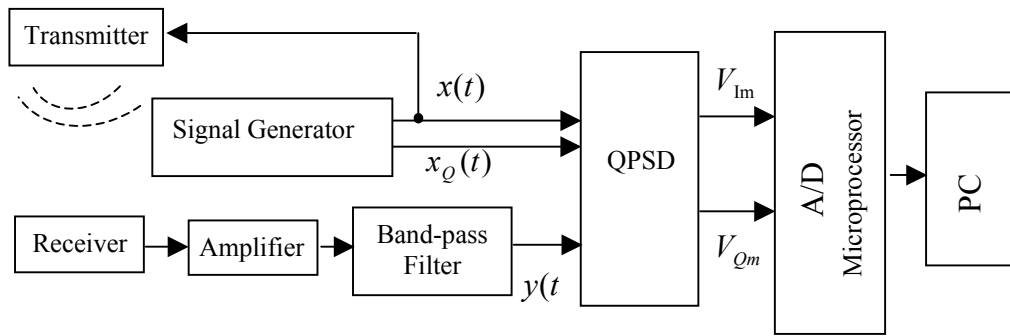 Transmitter
x(t)
V_Im
Signal Generator
x_Q(t)
QPSD
A/D
Microprocessor
PC
Receiver
Amplifier
Band-pass
Filter
y(t
V_Qm